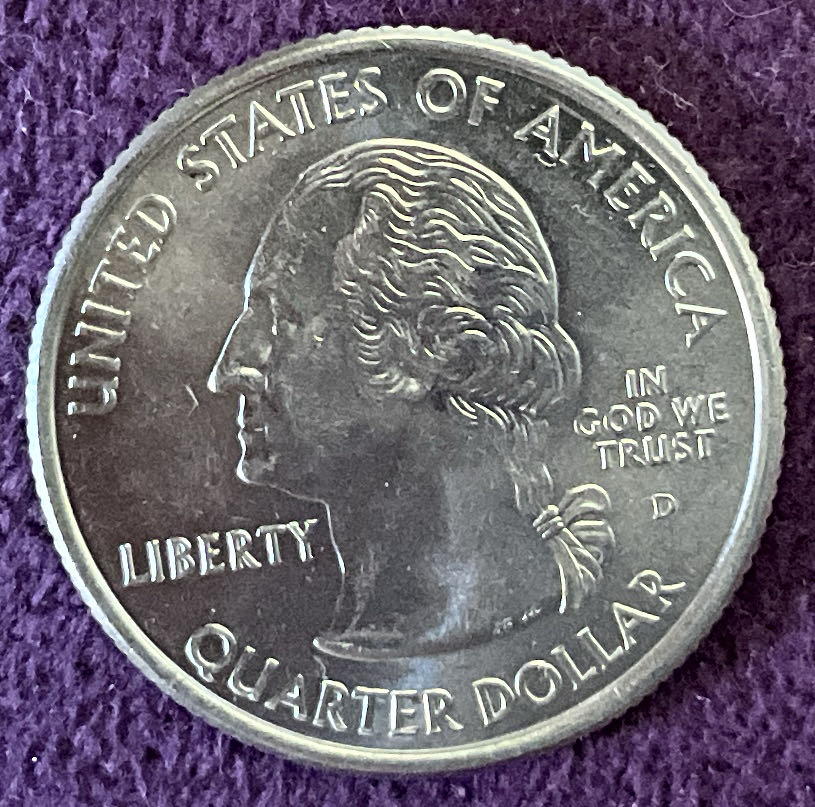 UNITED STATES OF AMERICA
IN
GOD WE
TRUST
D
LIBERTY
QUARTER DOLLAR